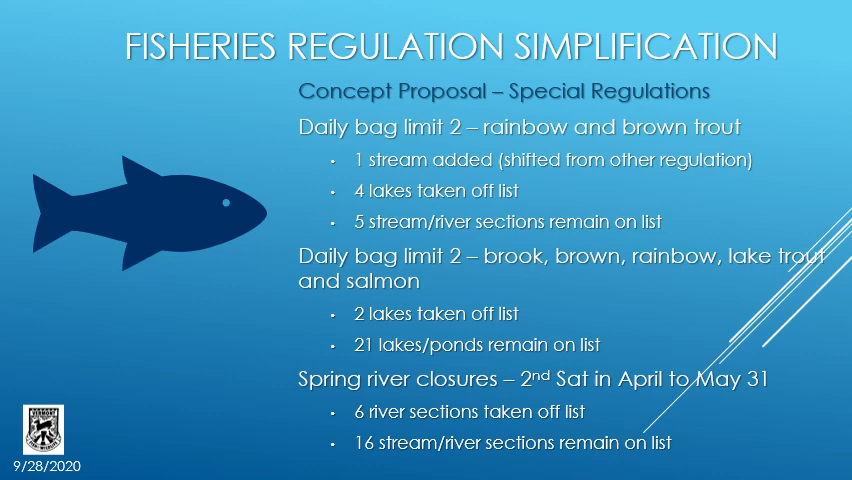 FISHERIES REGULATION SIMPLIFICATION
Concept Proposal – Special Regulations
Daily bag limit 2 – rainbow and brown trout
• 1 stream added (shifted from other regulation)
• 4 lakes taken off list
• 5 stream/river sections remain on list
Daily bag limit 2 – brook, brown, rainbow, lake trout
and salmon
• 2 lakes taken off list
• 21 lakes/ponds remain on list
Spring river closures – 2nd Sat in April to May 31
• 6 river sections taken off list
• 16 stream/river sections remain on list
VERMONT
9/28/2020